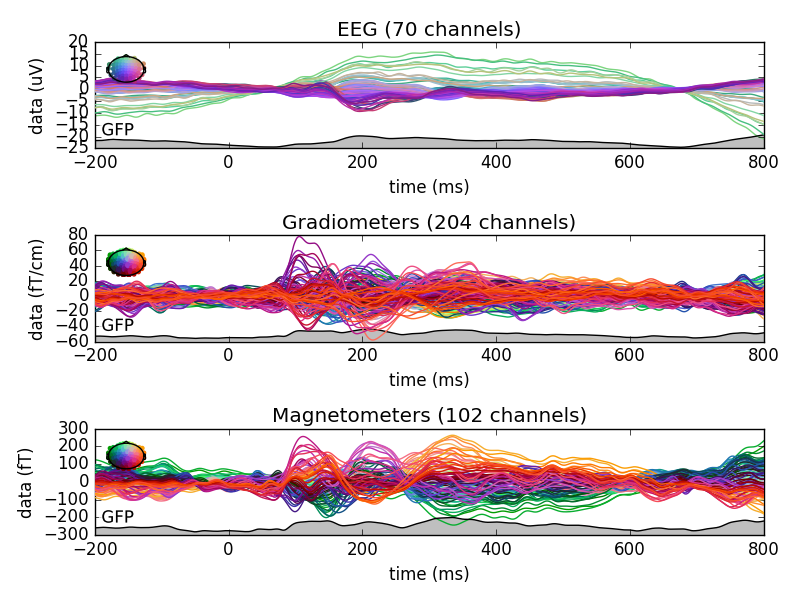 EEG (70 channels)
20
15
10
5
0
−5
−10
−15
−20
−25
data (uV)
GFP
−200 0 200 400 600 800
time (ms)
Gradiometers (204 channels)
80
60
40
20
0
−20
−40
−60
data (fT/cm)
GFP
−200 0 200 400 600 800
time (ms)
Magnetometers (102 channels)
300
200
100
0
−100
−200
−300
data (fT)
GFP
−200 0 200 400 600 800
time (ms)